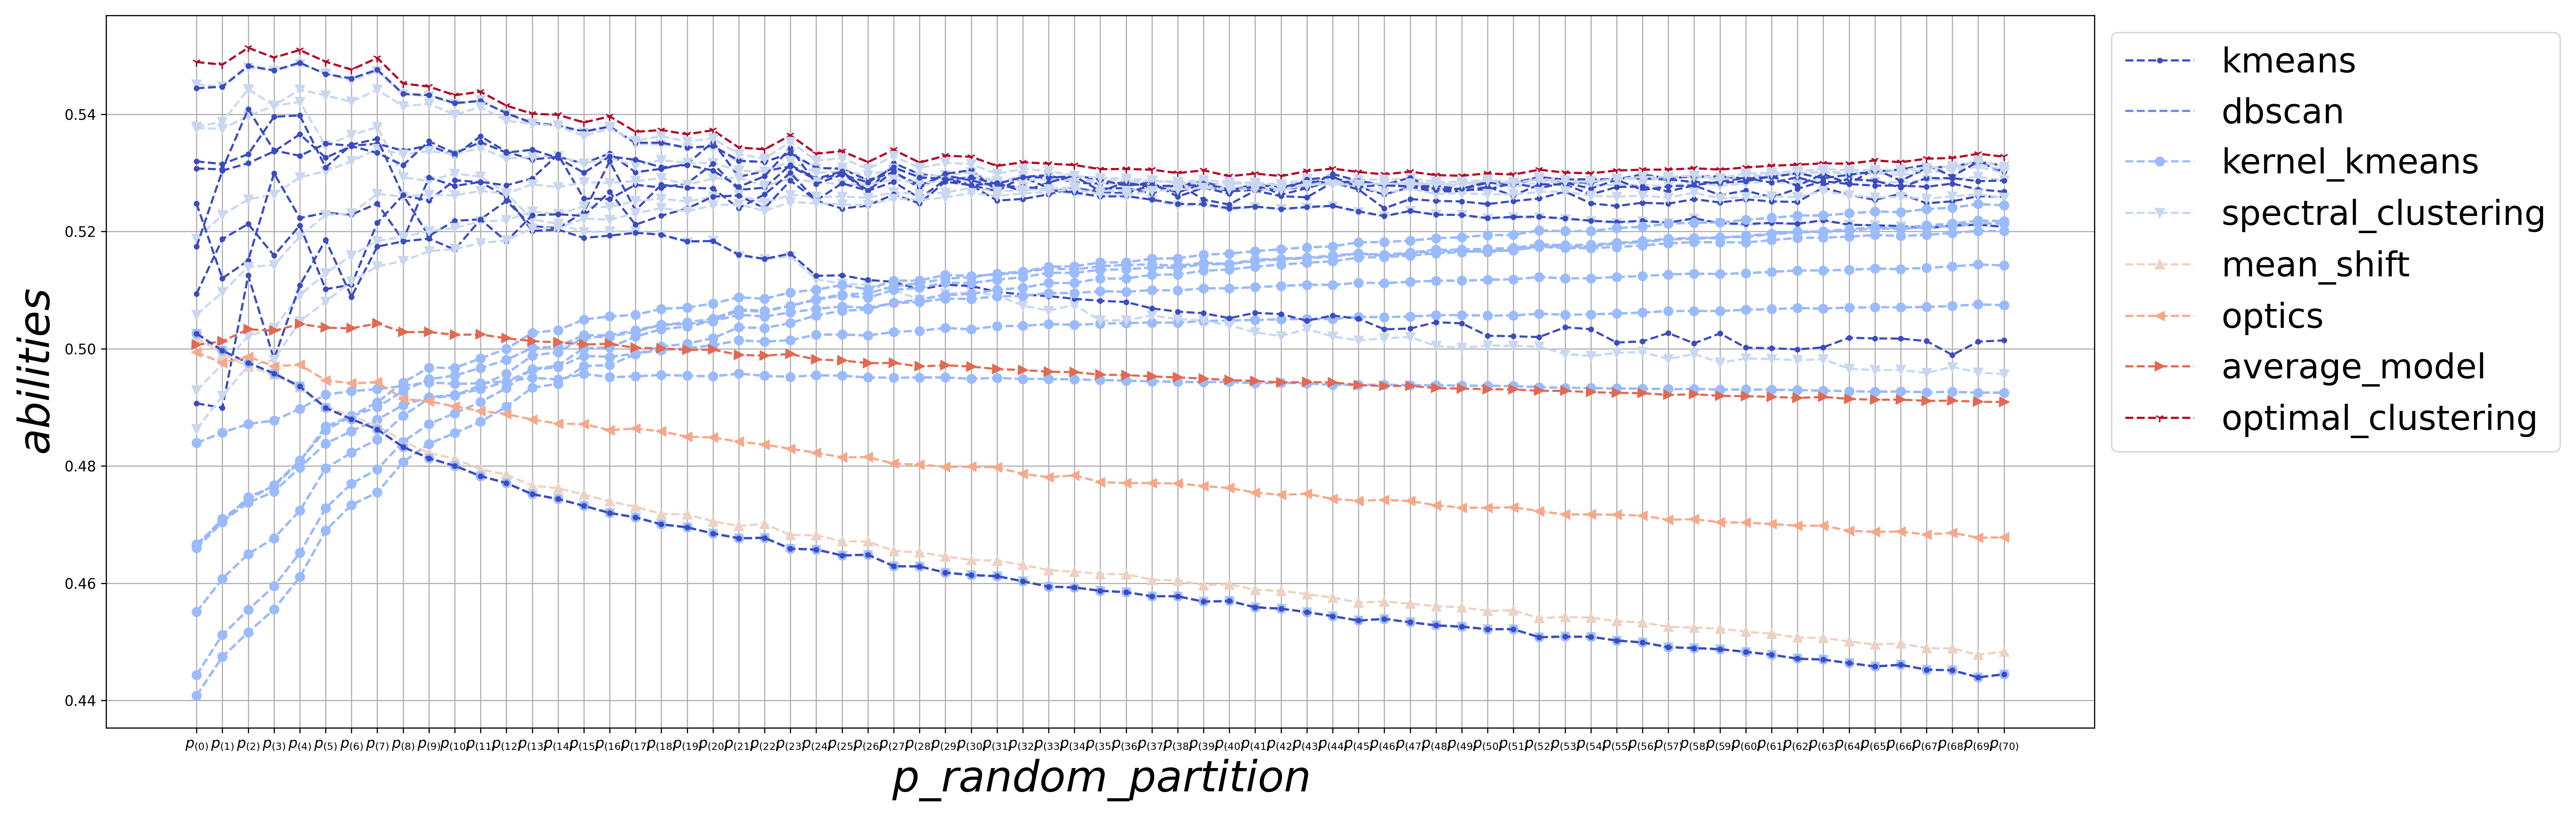 abilities
0.54
0.52
0.50
0.48
0.46
0.44
p(0) p(1) p(2) p(3) p(4) p(5) p(6) p(7) p(8) p(9) p(10) p(11) p(12) p(13) p(14) p(15) p(16) p(17) p(18) p(19) p(20) p(21) p(22) p(23) p(24) p(25) p(26) p(27) p(28) p(29) p(30) p(31) p(32) p(33) p(34) p(35) p(36) p(37) p(38) p(39) p(40) p(41) p(42) p(43) p(44) p(45) p(46) p(47) p(48) p(49) p(50) p(51) p(52) p(53) p(54) p(55) p(56) p(57) p(58) p(59) p(60) p(61) p(62) p(63) p(64) p(65) p(66) p(67) p(68) p(69) p(70)
p_random_partition
kmeans
dbscan
kernel_kmeans
spectral_clustering
mean_shift
optics
average_model
optimal_clustering